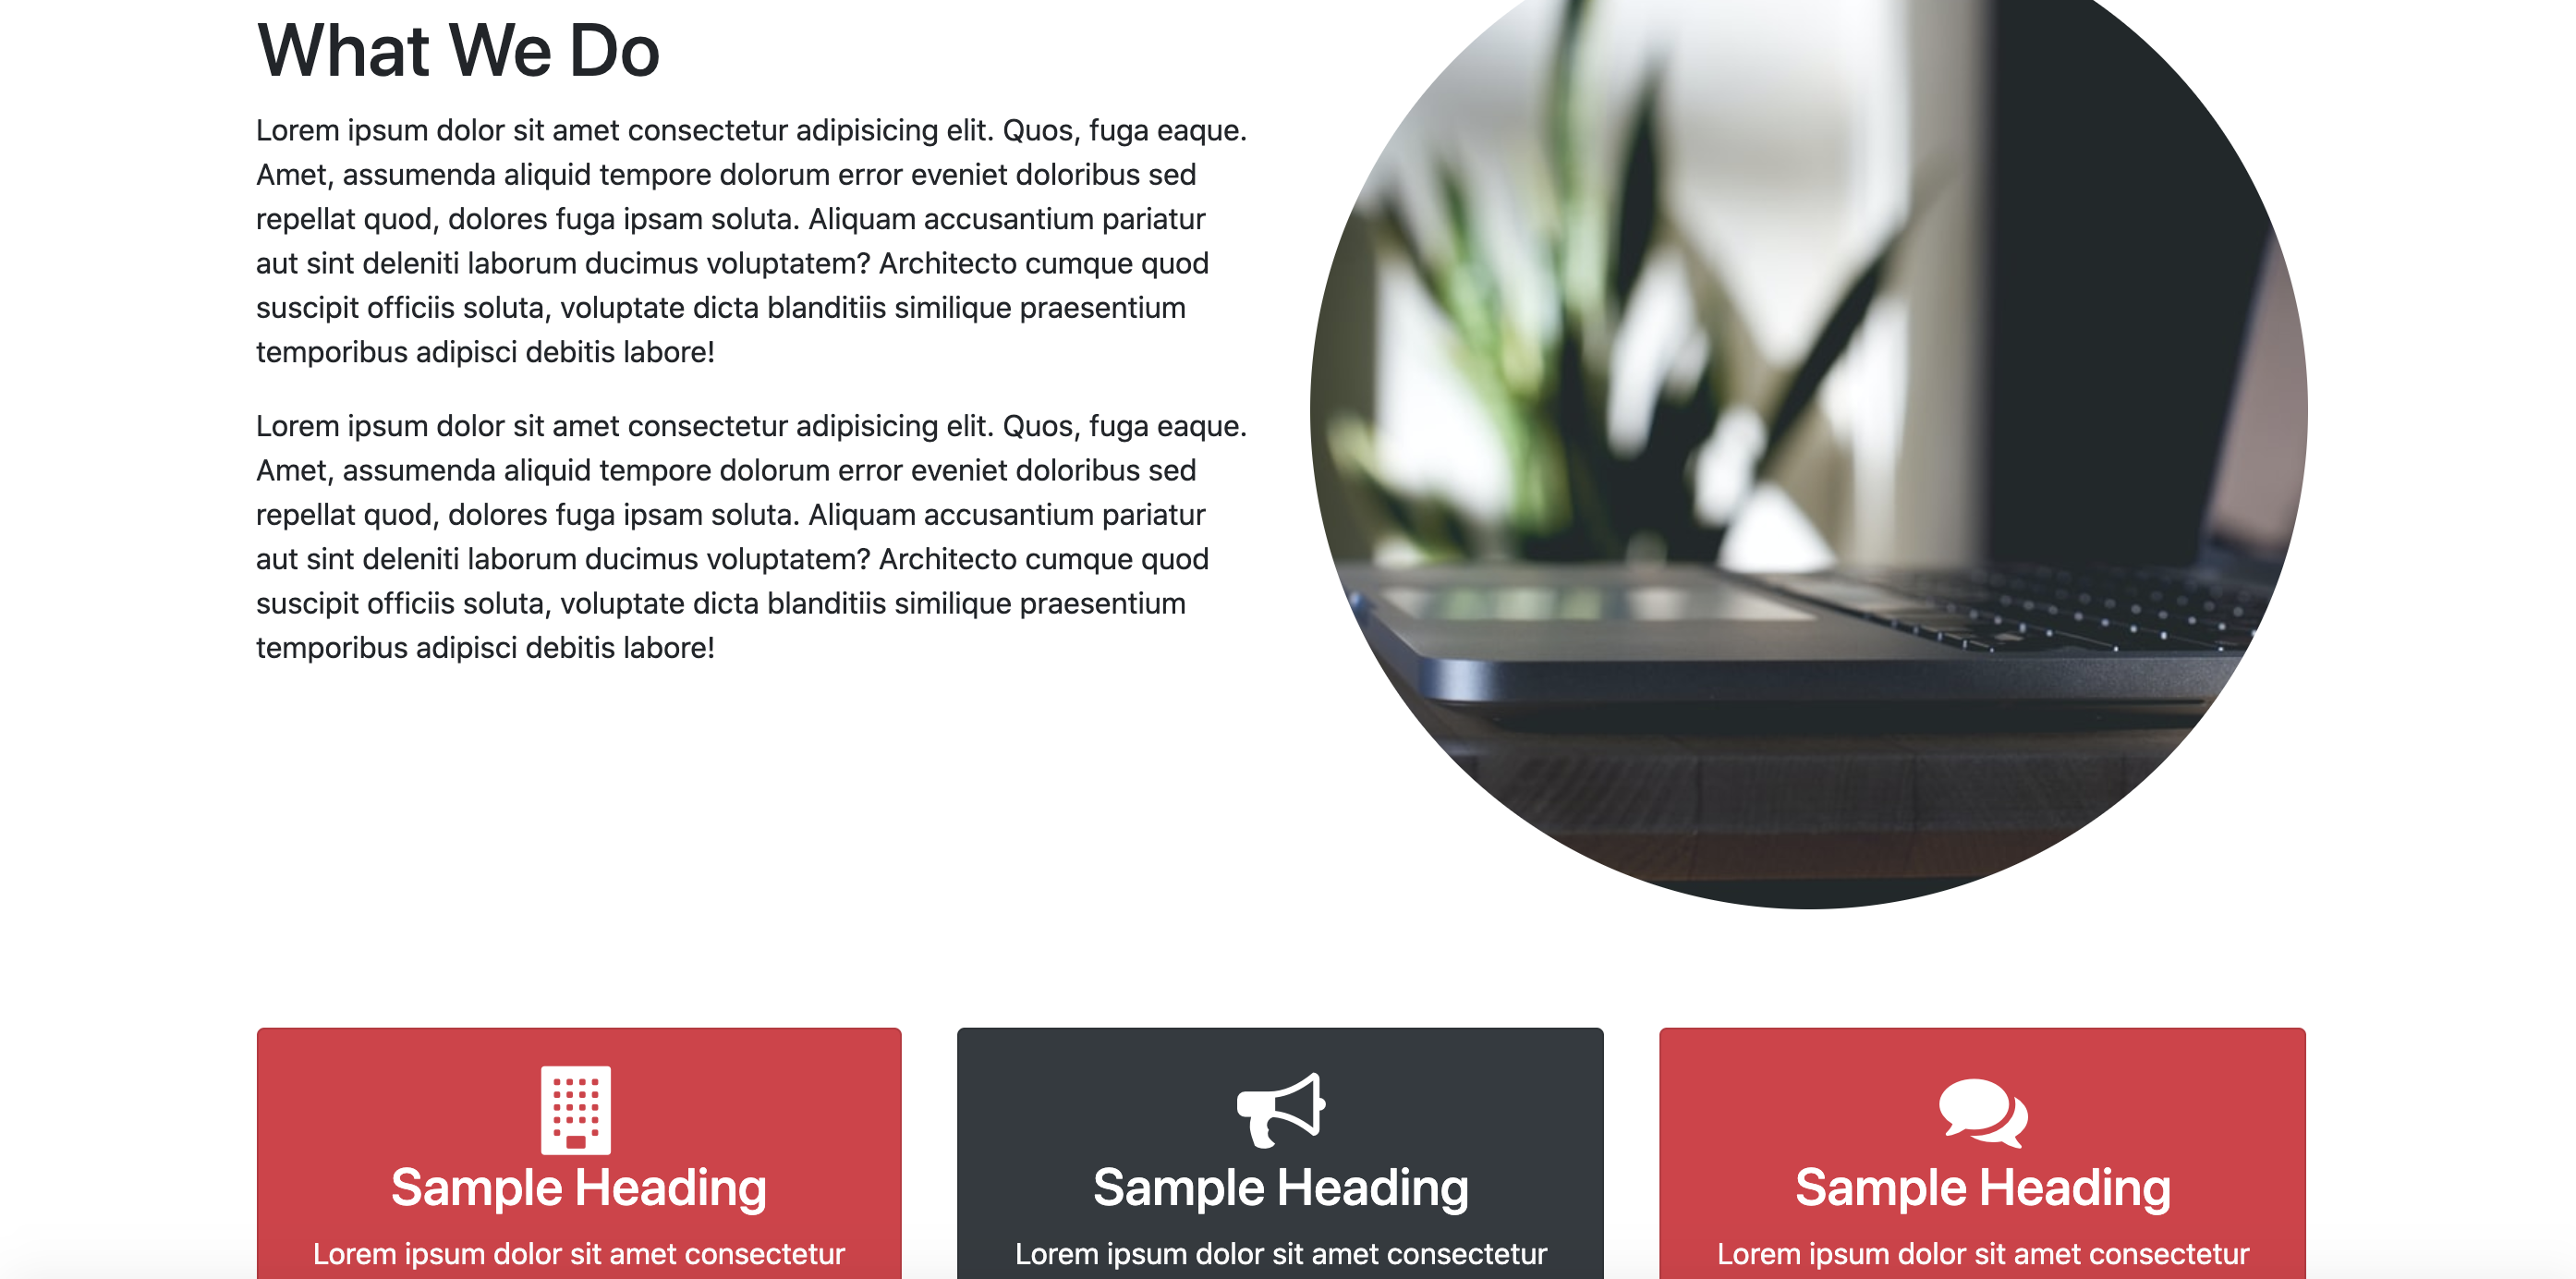 What We Do
Lorem ipsum dolor sit amet consectetur adipisicing elit. Quos, fuga eaque.
Amet, assumenda aliquid tempore dolorum error eveniet doloribus sed
repellat quod, dolores fuga ipsam soluta. Aliquam accusantium pariatur
aut sint deleniti laborum ducimus voluptatem? Architecto cumque quod
suscipit officiis soluta, voluptate dicta blanditiis similique praesentium
temporibus adipisci debitis labore!
Lorem ipsum dolor sit amet consectetur adipisicing elit. Quos, fuga eaque.
Amet, assumenda aliquid tempore dolorum error eveniet doloribus sed
repellat quod, dolores fuga ipsam soluta. Aliquam accusantium pariatur
aut sint deleniti laborum ducimus voluptatem? Architecto cumque quod
suscipit officiis soluta, voluptate dicta blanditiis similique praesentium
temporibus adipisci debitis labore!
Sample Heading
Lorem ipsum dolor sit amet consectetur
Sample Heading
Lorem ipsum dolor sit amet consectetur
Sample Heading
Lorem ipsum dolor sit amet consectetur